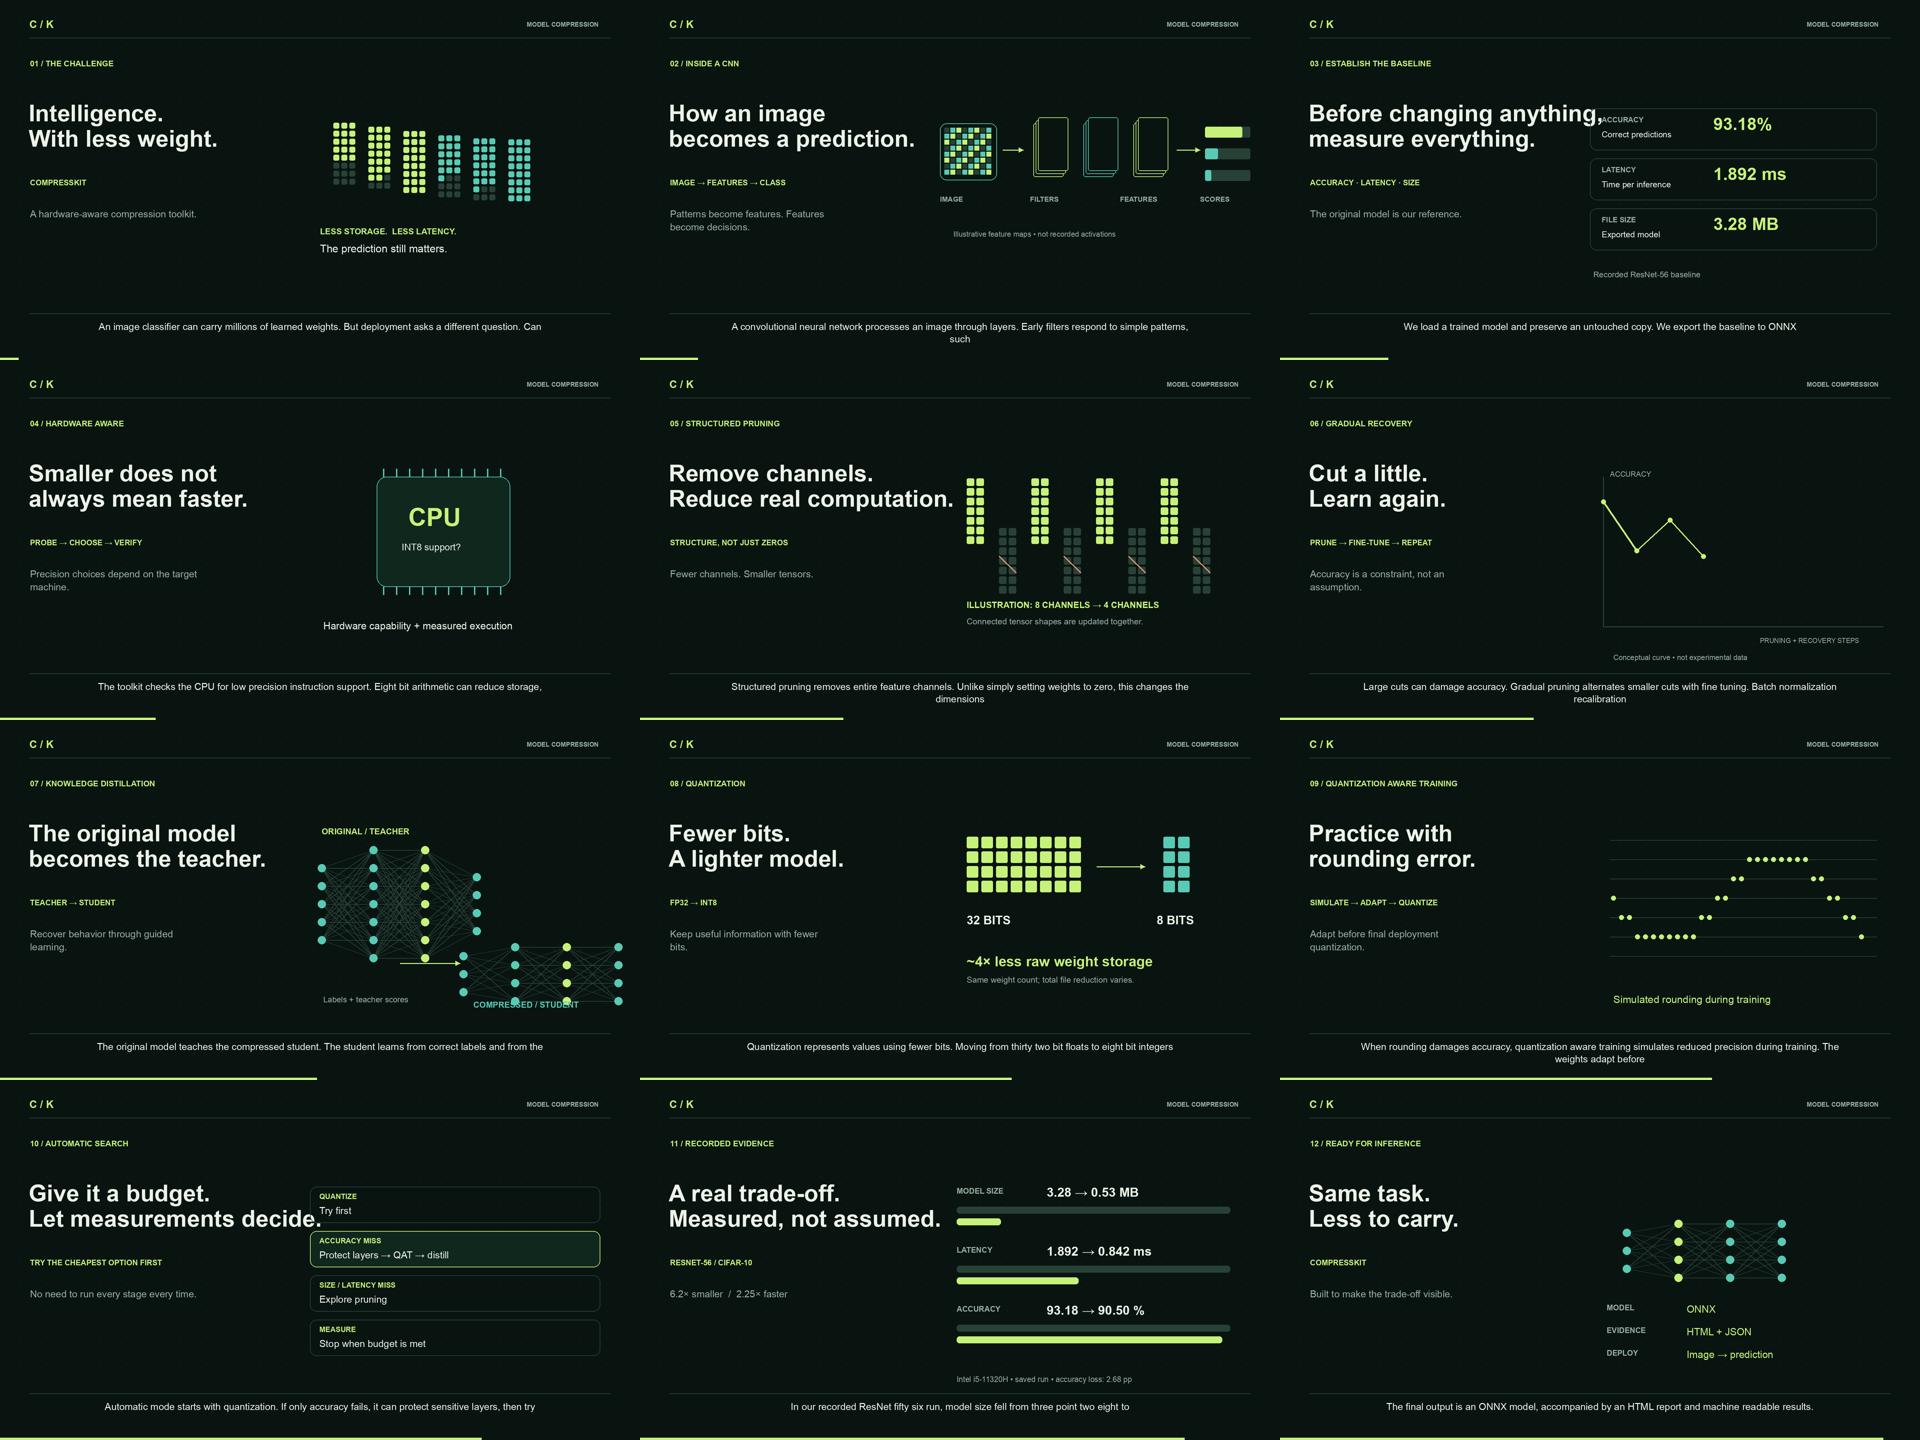 C / K
MODEL COMPRESSION
01 / THE CHALLENGE
Intelligence.
With less weight.
COMPRESSKIT
A hardware-aware compression toolkit.
LESS STORAGE. LESS LATENCY.
The prediction still matters.
An image classifier can carry millions of learned weights. But deployment asks a different question. Can
C / K
MODEL COMPRESSION
02 / INSIDE A CNN
How an image
becomes a prediction.
IMAGE → FEATURES → CLASS
Patterns become features. Features
become decisions.
IMAGE
FILTERS
FEATURES
SCORES
Illustrative feature maps • not recorded activations
A convolutional neural network processes an image through layers. Early filters respond to simple patterns,
such
C / K
MODEL COMPRESSION
03 / ESTABLISH THE BASELINE
Before changing anything,
measure everything.
ACCURACY · LATENCY · SIZE
The original model is our reference.
ACCURACY
Correct predictions
93.18%
LATENCY
Time per inference
1.892 ms
FILE SIZE
Exported model
3.28 MB
Recorded ResNet-56 baseline
We load a trained model and preserve an untouched copy. We export the baseline to ONNX
C / K
MODEL COMPRESSION
04 / HARDWARE AWARE
Smaller does not
always mean faster.
PROBE → CHOOSE → VERIFY
Precision choices depend on the target
machine.
CPU
INT8 support?
Hardware capability + measured execution
The toolkit checks the CPU for low precision instruction support. Eight bit arithmetic can reduce storage,
C / K
MODEL COMPRESSION
05 / STRUCTURED PRUNING
Remove channels.
Reduce real computation.
STRUCTURE, NOT JUST ZEROS
Fewer channels. Smaller tensors.
ILLUSTRATION: 8 CHANNELS → 4 CHANNELS
Connected tensor shapes are updated together.
Structured pruning removes entire feature channels. Unlike simply setting weights to zero, this changes the
dimensions
C / K
MODEL COMPRESSION
06 / GRADUAL RECOVERY
Cut a little.
Learn again.
PRUNE → FINE-TUNE → REPEAT
Accuracy is a constraint, not an
assumption.
ACCURACY
PRUNING + RECOVERY STEPS
Conceptual curve • not experimental data
Large cuts can damage accuracy. Gradual pruning alternates smaller cuts with fine tuning. Batch normalization
recalibration
C / K
MODEL COMPRESSION
07 / KNOWLEDGE DISTILLATION
The original model
becomes the teacher.
TEACHER → STUDENT
Recover behavior through guided
learning.
ORIGINAL / TEACHER
Labels + teacher scores
COMPRESSED / STUDENT
The original model teaches the compressed student. The student learns from correct labels and from the
C / K
MODEL COMPRESSION
08 / QUANTIZATION
Fewer bits.
A lighter model.
FP32 → INT8
Keep useful information with fewer
bits.
32 BITS
8 BITS
~4× less raw weight storage
Same weight count; total file reduction varies.
Quantization represents values using fewer bits. Moving from thirty two bit floats to eight bit integers
C / K
MODEL COMPRESSION
09 / QUANTIZATION AWARE TRAINING
Practice with
rounding error.
SIMULATE → ADAPT → QUANTIZE
Adapt before final deployment
quantization.
Simulated rounding during training
When rounding damages accuracy, quantization aware training simulates reduced precision during training. The
weights adapt before
C / K
MODEL COMPRESSION
10 / AUTOMATIC SEARCH
Give it a budget.
Let measurements decide.
TRY THE CHEAPEST OPTION FIRST
No need to run every stage every time.
QUANTIZE
Try first
ACCURACY MISS
Protect layers → QAT → distill
SIZE / LATENCY MISS
Explore pruning
MEASURE
Stop when budget is met
Automatic mode starts with quantization. If only accuracy fails, it can protect sensitive layers, then try
C / K
MODEL COMPRESSION
11 / RECORDED EVIDENCE
A real trade-off.
Measured, not assumed.
RESNET-56 / CIFAR-10
6.2× smaller / 2.25× faster
MODEL SIZE
3.28 → 0.53 MB
LATENCY
1.892 → 0.842 ms
ACCURACY
93.18 → 90.50 %
Intel i5-11320H • saved run • accuracy loss: 2.68 pp
In our recorded ResNet fifty six run, model size fell from three point two eight to
C / K
MODEL COMPRESSION
12 / READY FOR INFERENCE
Same task.
Less to carry.
COMPRESSKIT
Built to make the trade-off visible.
MODEL
ONNX
EVIDENCE
HTML + JSON
DEPLOY
Image → prediction
The final output is an ONNX model, accompanied by an HTML report and machine readable results.